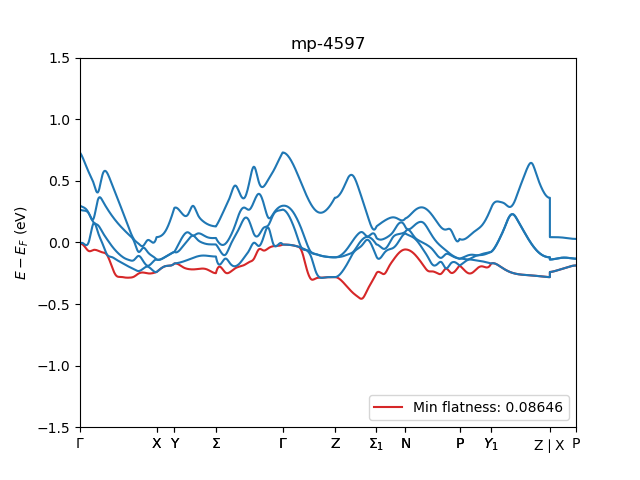 mp-4597
E − E_F (eV)
1.5
1.0
0.5
0.0
−0.5
−1.0
−1.5
Min flatness: 0.08646
Γ X Y Σ Γ Z Σ₁ N P Y₁ Z | X P